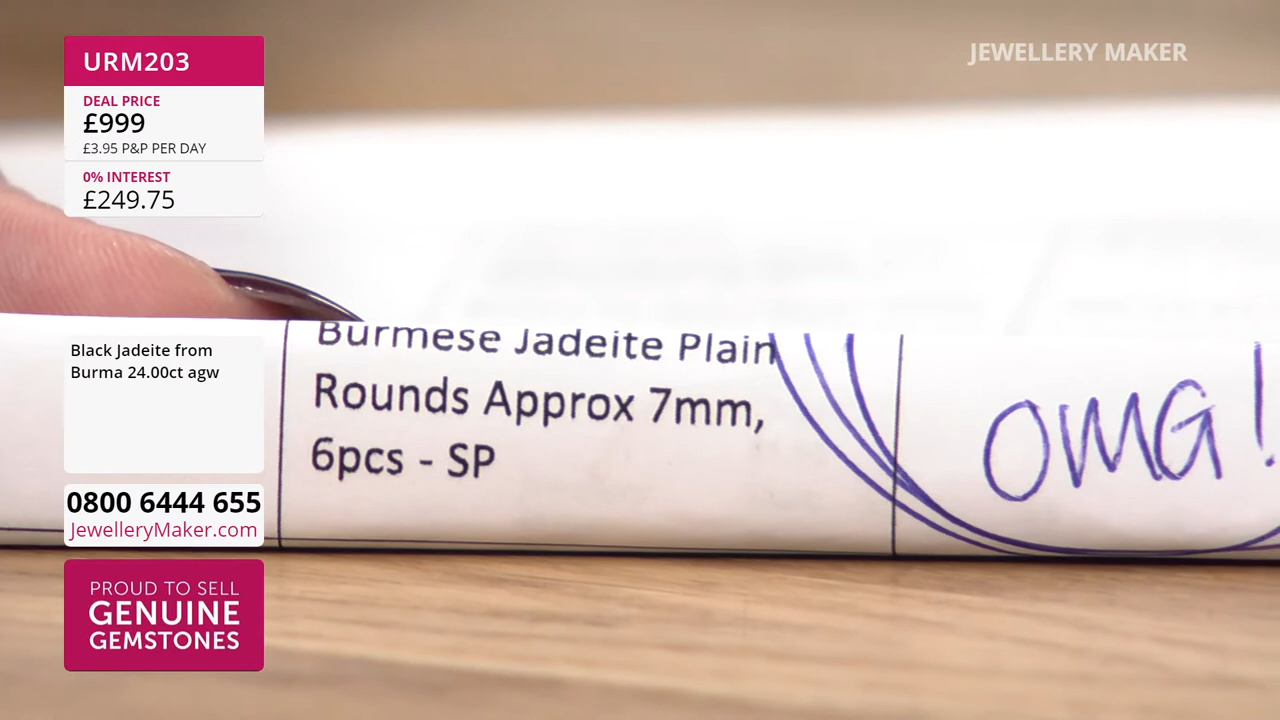 URM203
DEAL PRICE
£999
£3.95 P&P PER DAY
0% INTEREST
£249.75
JEWELLERY MAKER
Black Jadeite from
Burma 24.00ct agw
0800 6444 655
JewelleryMaker.com
PROUD TO SELL
GENUINE
GEMSTONES
Burmese Jadeite Plain
Rounds Approx 7mm,
6pcs - SP
OMG!